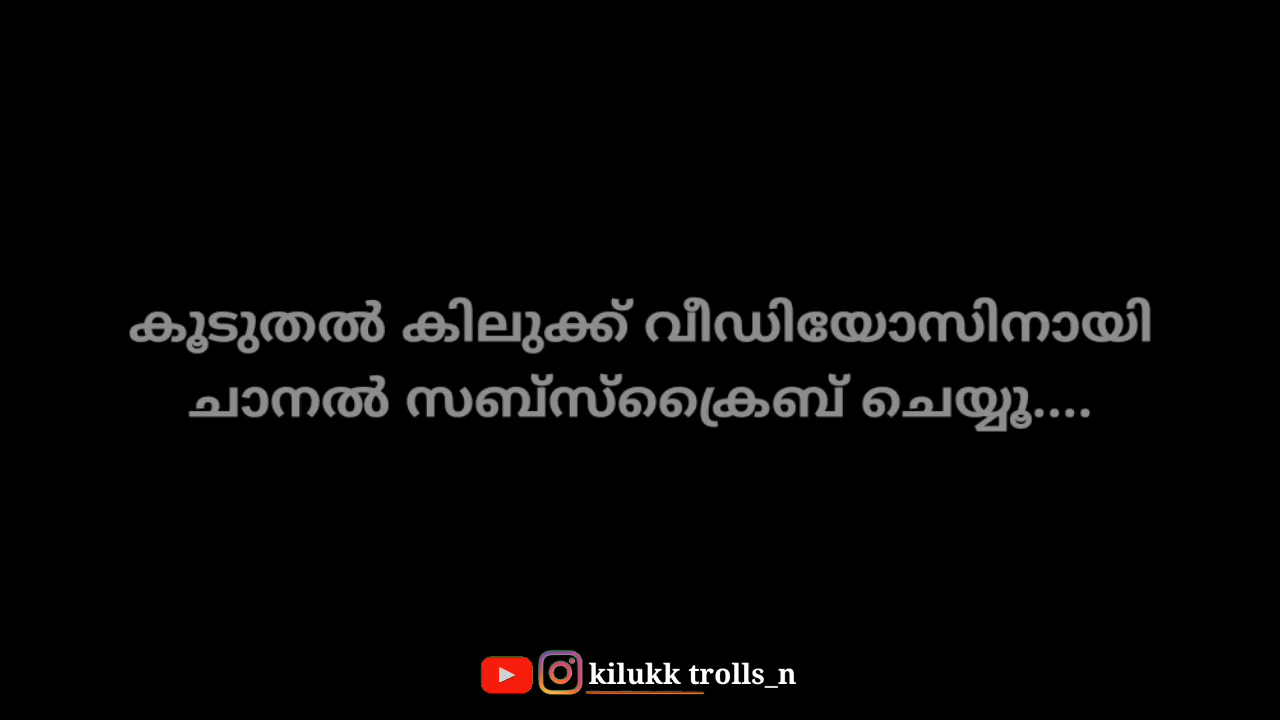 കൂടുതൽ കിലുക്ക് വീഡിയോസിനായി
ചാനൽ സബ്സ്ക്രൈബ് ചെയ്യൂ....
kilukk trolls_n